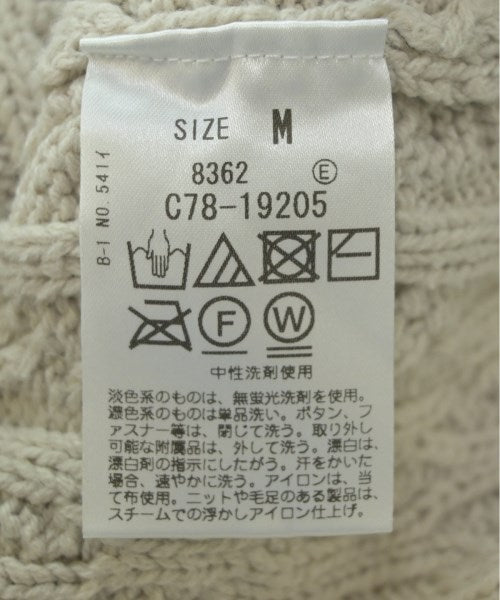 SIZE M
8362 Ⓔ
C78-19205
B-1 NO. 541イ
F
W
中性洗剤使用
淡色系のものは、無蛍光洗剤を使用。
濃色系のものは単品洗い。ボタン、フ
ァスナー等は、閉じて洗う。取り外し
可能な附属品は、外して洗う。漂白は、
漂白剤の指示にしたがう。汗をかいた
場合、速やかに洗う。アイロンは、当
て布使用。ニットや毛足のある製品は、
スチームでの浮かしアイロン仕上げ。